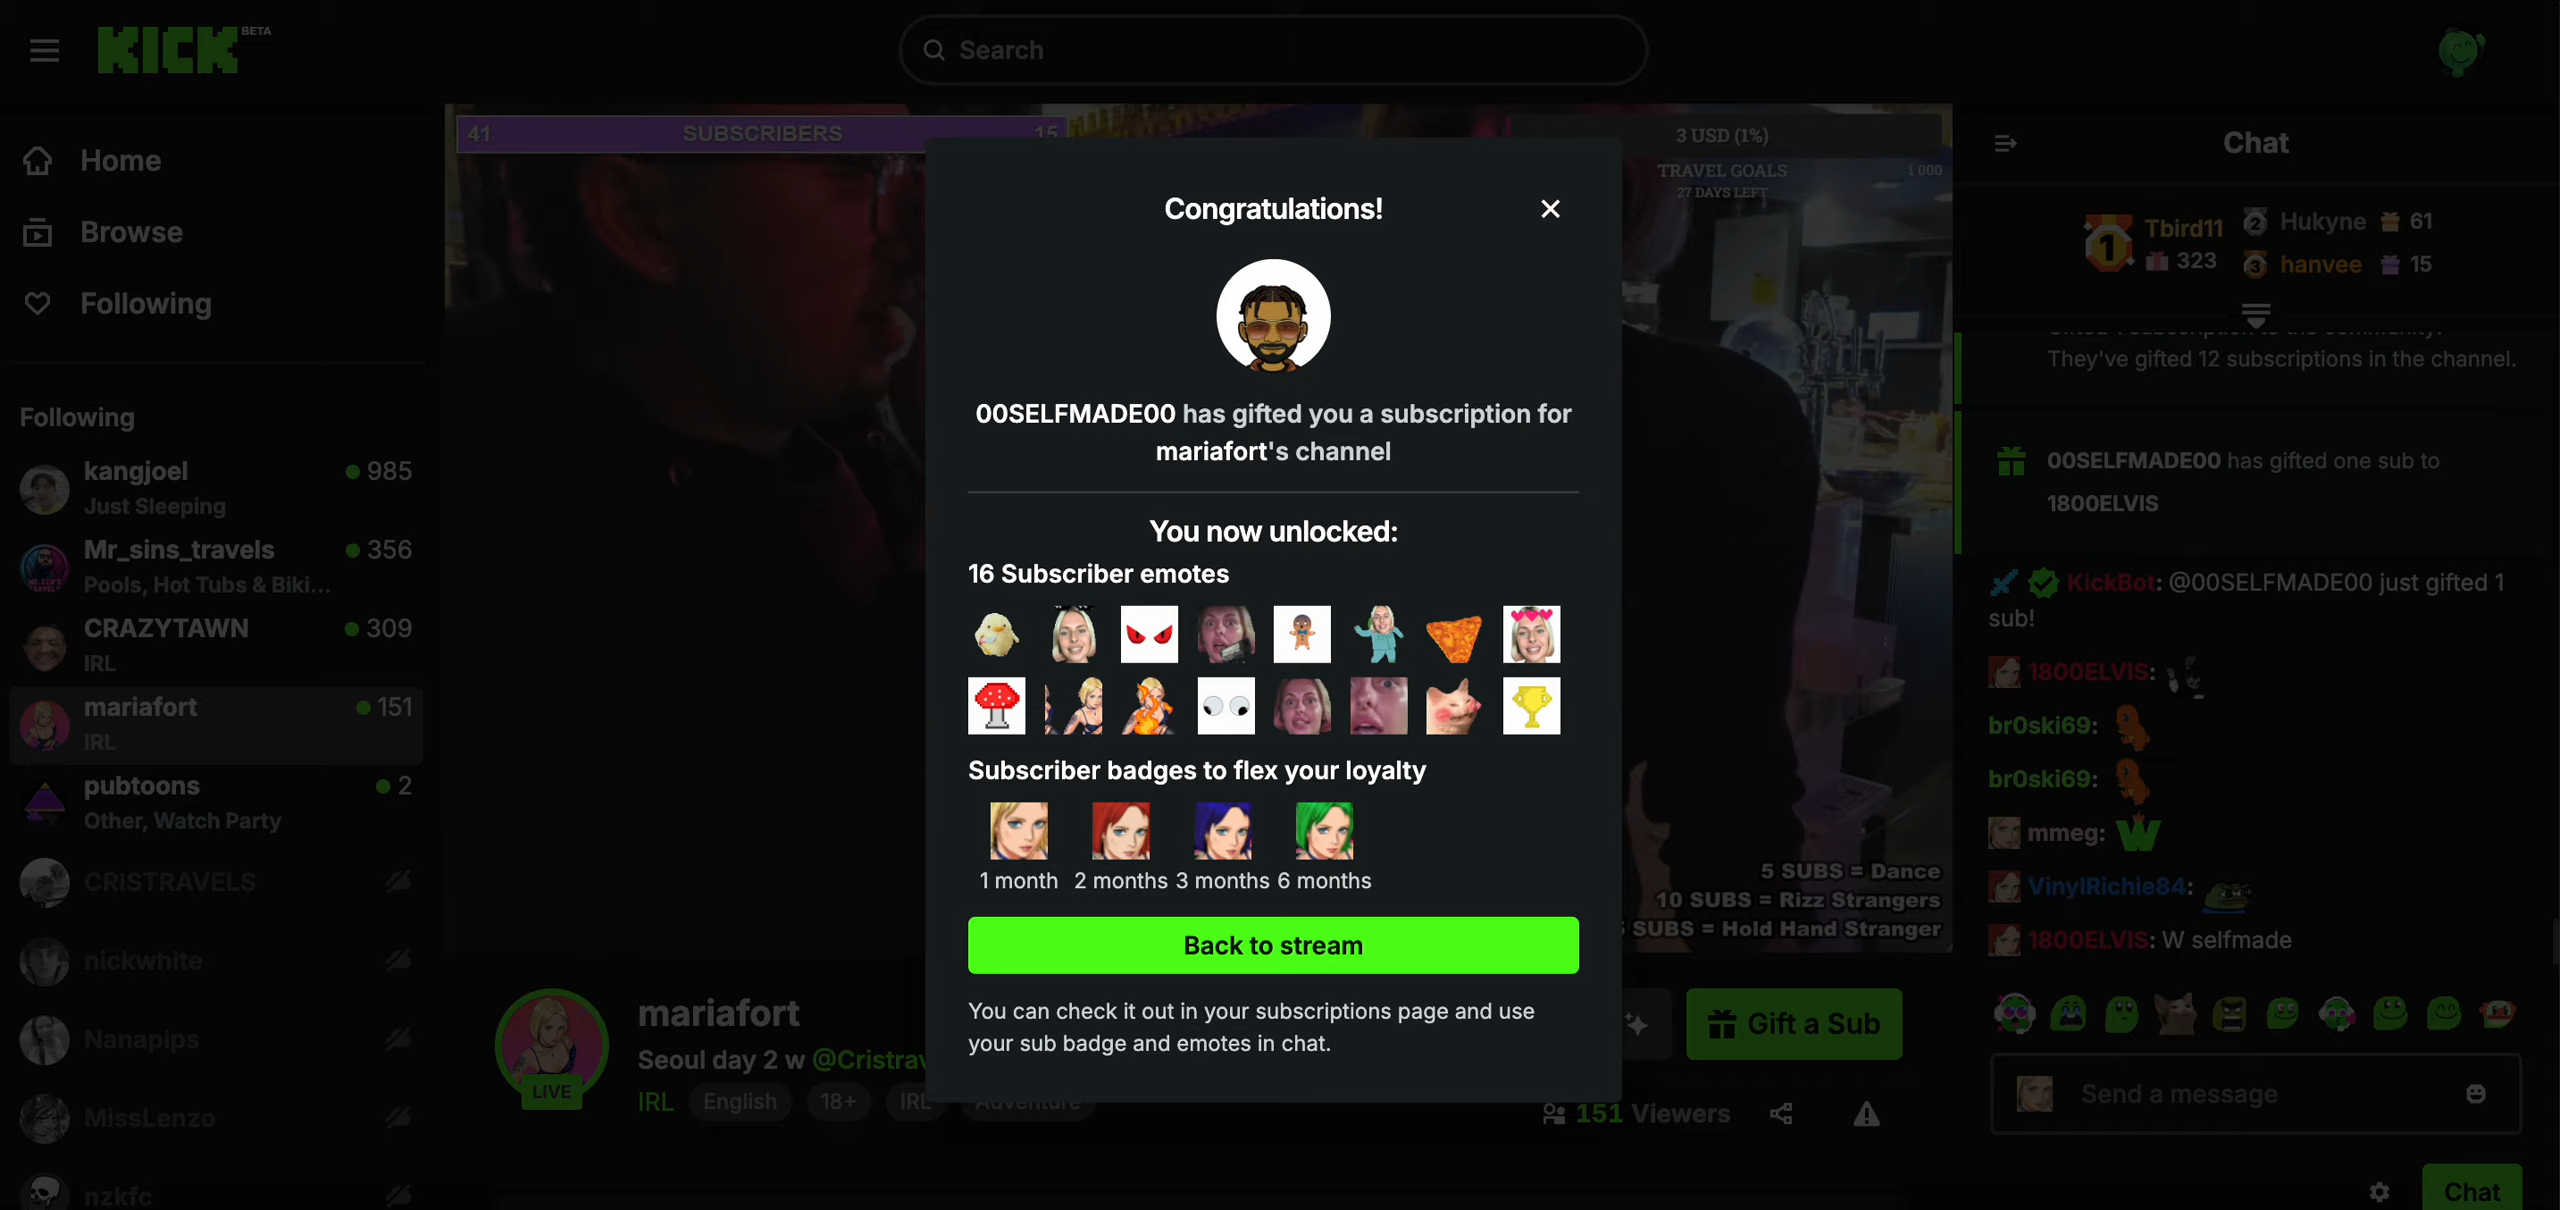 KICK BETA
Search
Home
Browse
Following
Following
kangjoel 985
Just Sleeping
Mr_sins_travels 356
Pools, Hot Tubs & Biki...
CRAZYTAWN 309
IRL
mariafort 151
IRL
pubtoons 2
Other, Watch Party
CRISTRAVELS
nickwhite
Nanapips
MissLenzo
nzkfc
41 SUBSCRIBERS 15
3 USD (1%)
TRAVEL GOALS 1 000
27 DAYS LEFT
5 SUBS = Dance
10 SUBS = Rizz Strangers
SUBS = Hold Hand Stranger
Congratulations!
00SELFMADE00 has gifted you a subscription for
mariafort's channel
You now unlocked:
16 Subscriber emotes
Subscriber badges to flex your loyalty
1 month 2 months 3 months 6 months
Back to stream
You can check it out in your subscriptions page and use
your sub badge and emotes in chat.
LIVE
mariafort
Seoul day 2 w @Cristrav
IRL English 18+ IRL Adventure
Gift a Sub
151 Viewers
Chat
1 Tbird11 323
2 Hukyne 61
3 hanvee 15
They've gifted 12 subscriptions in the channel.
00SELFMADE00 has gifted one sub to
1800ELVIS
KickBot: @00SELFMADE00 just gifted 1
sub!
1800ELVIS:
br0ski69:
br0ski69:
mmeg: W
VinylRichie84:
1800ELVIS: W selfmade
Send a message
Chat